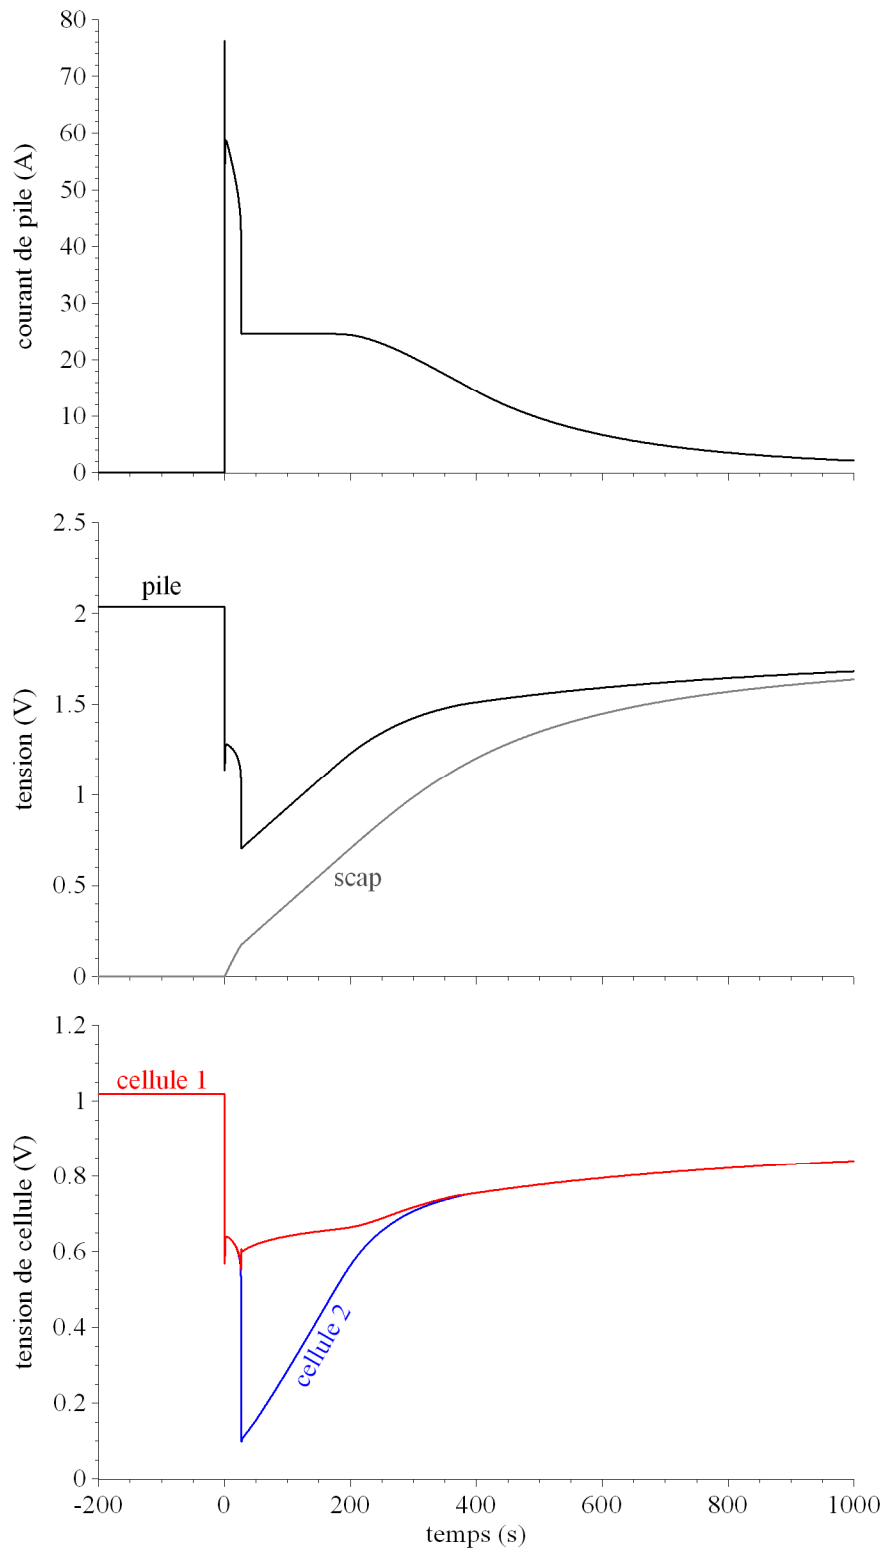 80
70
60
50
40
30
20
10
0
courant de pile (A)
2.5
2
1.5
1
0.5
0
tension (V)
pile
scap
1.2
1
0.8
0.6
0.4
0.2
0
tension de cellule (V)
cellule 1
cellule 2
-200 0 200 400 600 800 1000
temps (s)